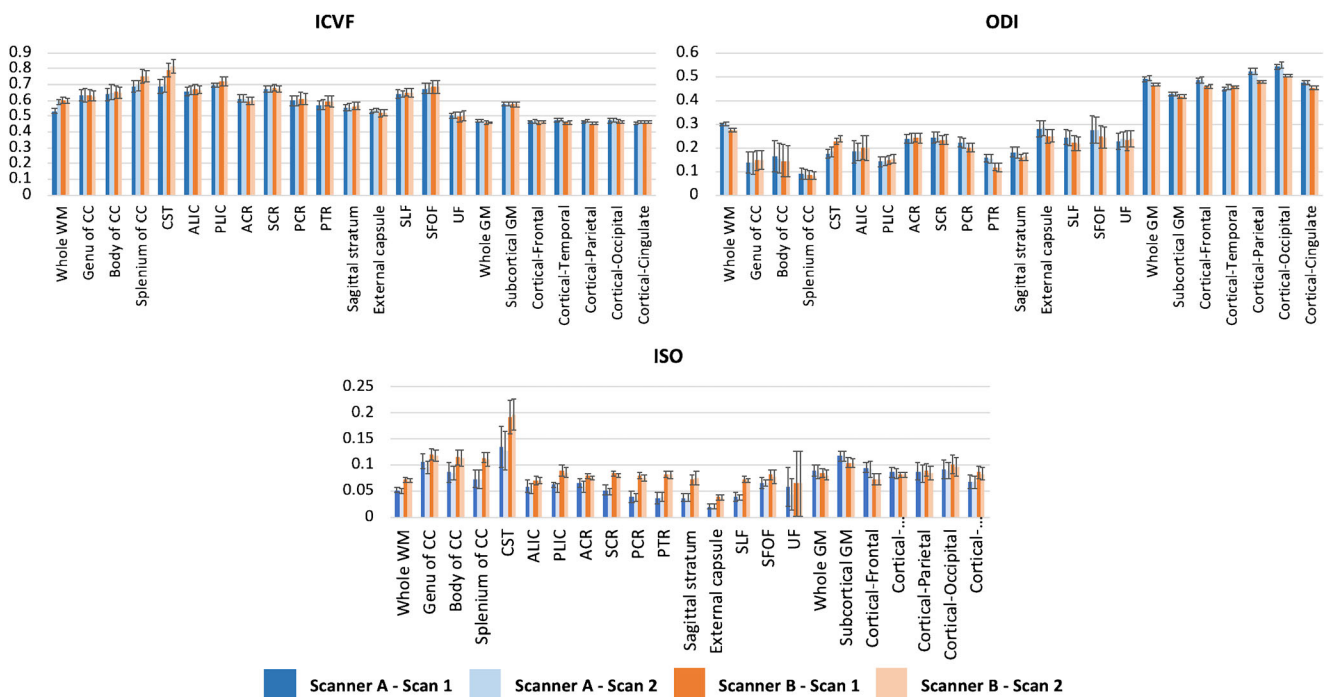 ICVF
0.9
0.8
0.7
0.6
0.5
0.4
0.3
0.2
0.1
0
Whole WM
Genu of CC
Body of CC
Splenium of CC
CST
ALIC
PLIC
ACR
SCR
PCR
PTR
Sagittal stratum
External capsule
SLF
SFOF
UF
Whole GM
Subcortical GM
Cortical-Frontal
Cortical-Temporal
Cortical-Parietal
Cortical-Occipital
Cortical-Cingulate
ODI
0.6
0.5
0.4
0.3
0.2
0.1
0
Whole WM
Genu of CC
Body of CC
Splenium of CC
CST
ALIC
PLIC
ACR
SCR
PCR
PTR
Sagittal stratum
External capsule
SLF
SFOF
UF
Whole GM
Subcortical GM
Cortical-Frontal
Cortical-Temporal
Cortical-Parietal
Cortical-Occipital
Cortical-Cingulate
ISO
0.25
0.2
0.15
0.1
0.05
0
Whole WM
Genu of CC
Body of CC
Splenium of CC
CST
ALIC
PLIC
ACR
SCR
PCR
PTR
Sagittal stratum
External capsule
SLF
SFOF
UF
Whole GM
Subcortical GM
Cortical-Frontal
Cortical-...
Cortical-Parietal
Cortical-Occipital
Cortical-...
Scanner A - Scan 1
Scanner A - Scan 2
Scanner B - Scan 1
Scanner B - Scan 2